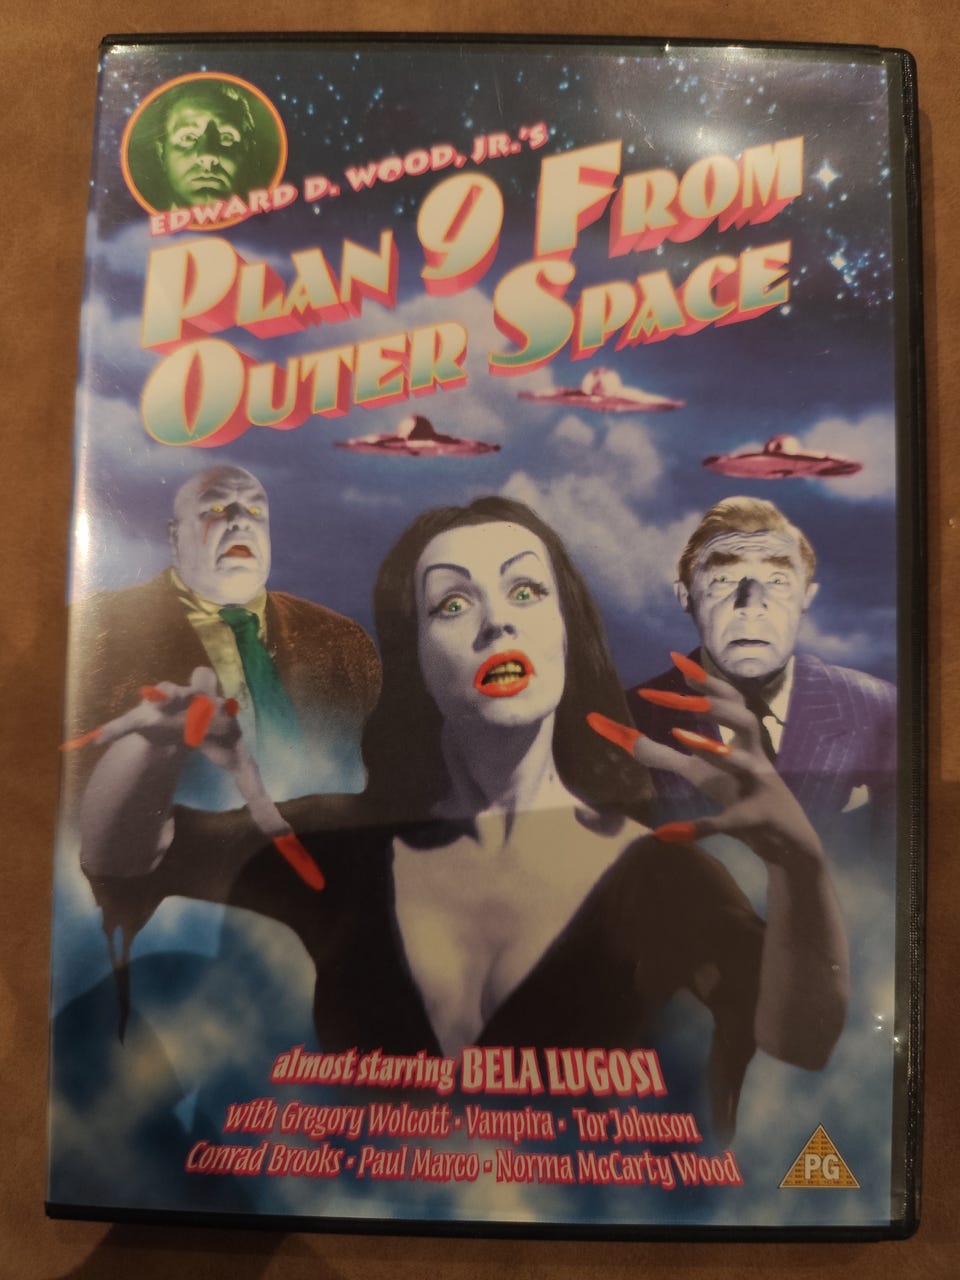 EDWARD D. WOOD, JR.'S
PLAN 9 FROM
OUTER SPACE
almost starring BELA LUGOSI
with Gregory Wolcott · Vampira · Tor Johnson
Conrad Brooks · Paul Marco · Norma McCarty Wood
PG